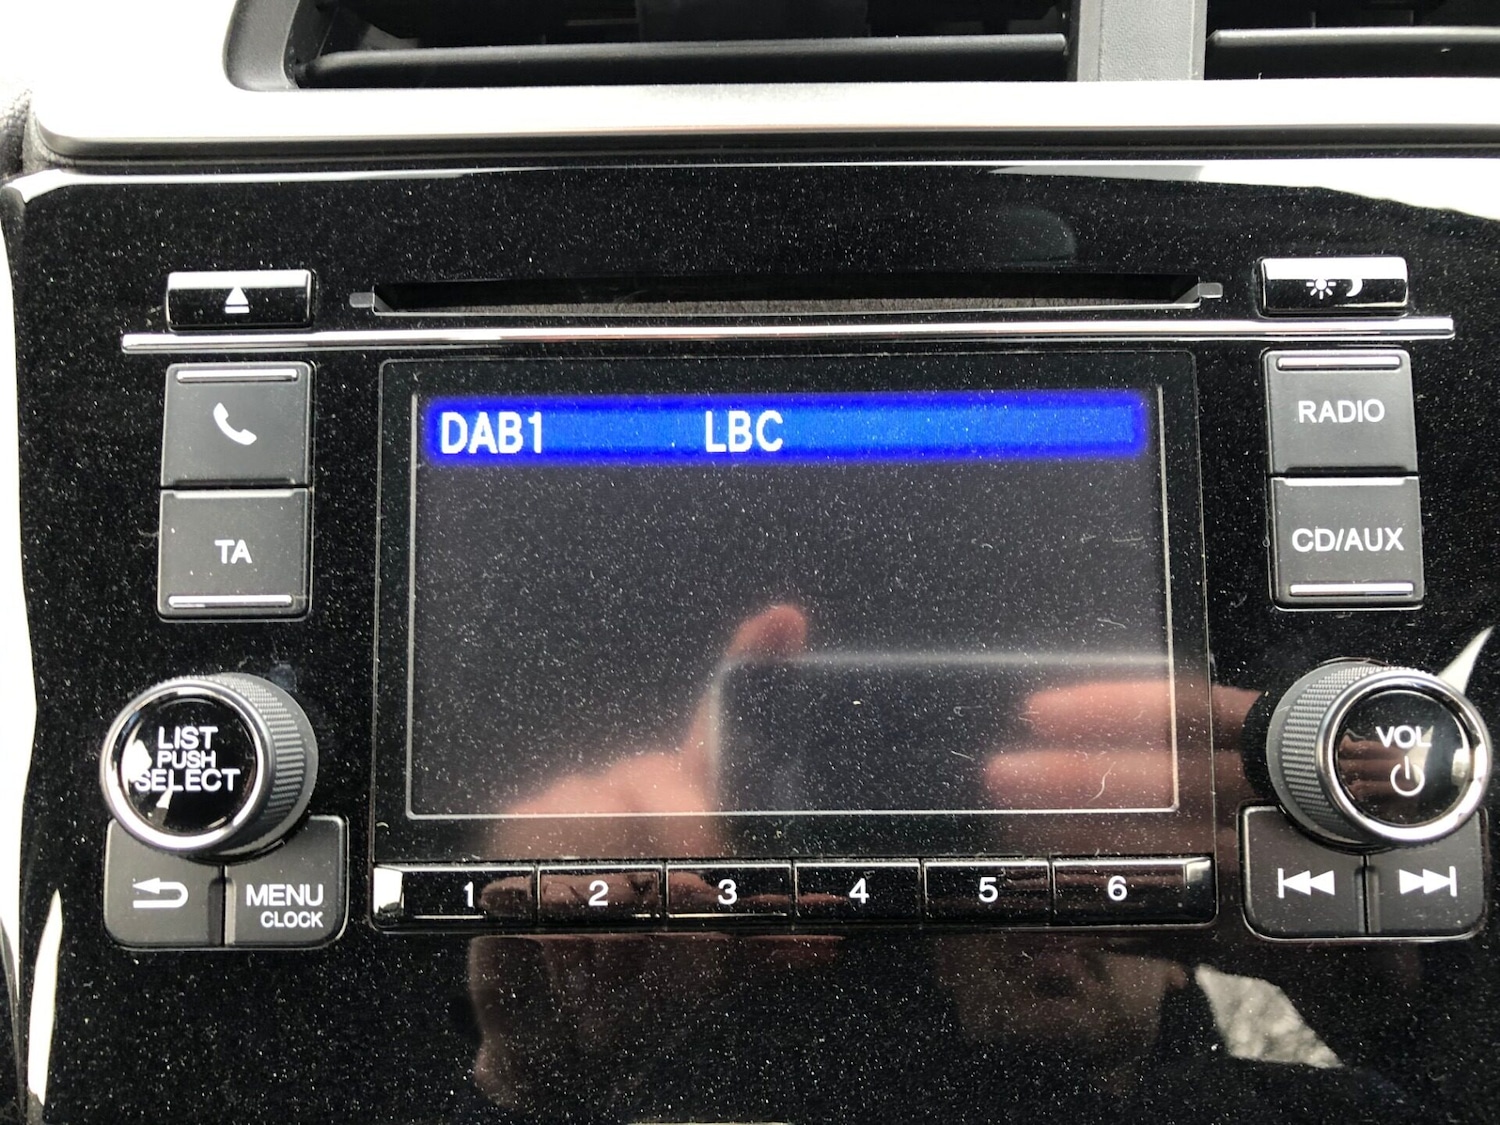 DAB1 LBC
RADIO
TA
CD/AUX
LIST
PUSH
SELECT
VOL
MENU
CLOCK
1 2 3 4 5 6